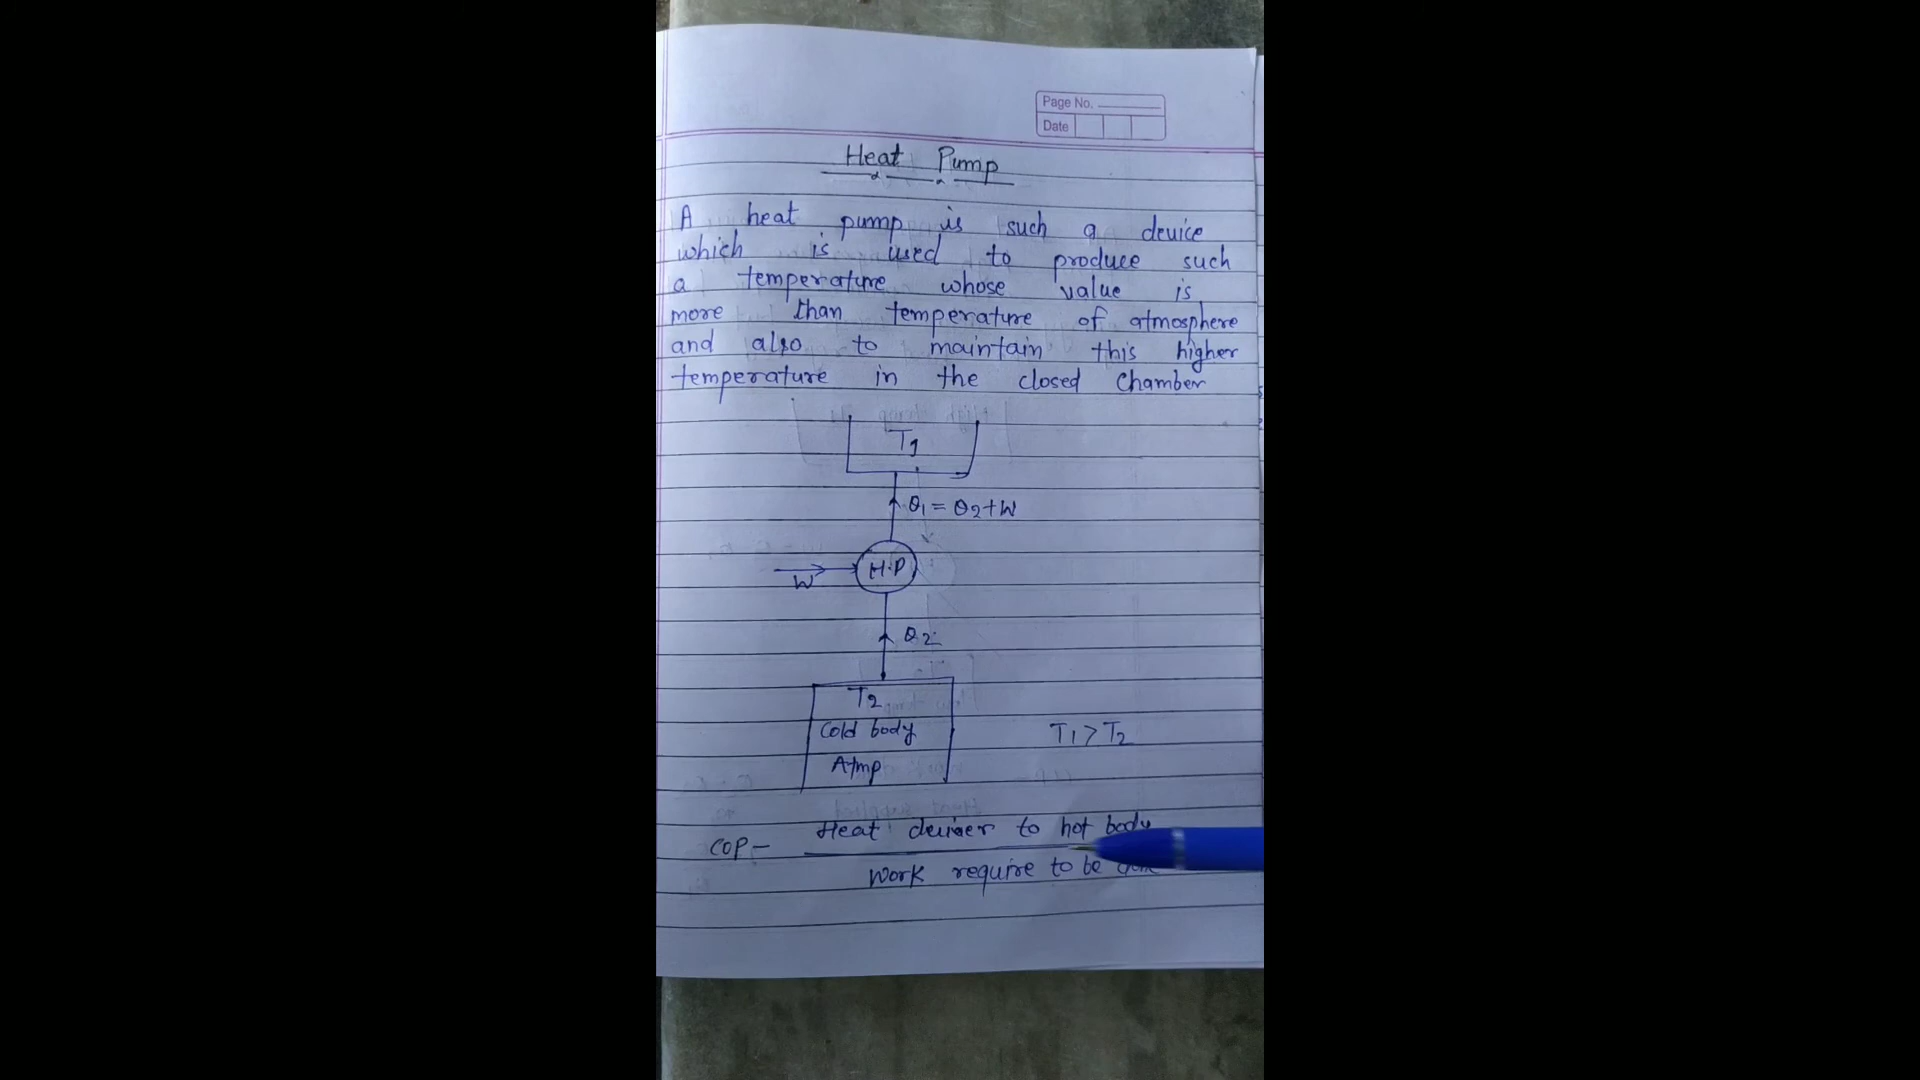 Page No.
Date
Heat Pump
A heat pump is such a device
which is used to produce such
a temperature whose value is
more than temperature of atmosphere
and also to maintain this higher
temperature in the closed chamber
T1
Q1 = Q2+W
H.P
W
Q2
T2
Cold body
Atmp
T1 > T2
COP - Heat deliver to hot body
Work require to be